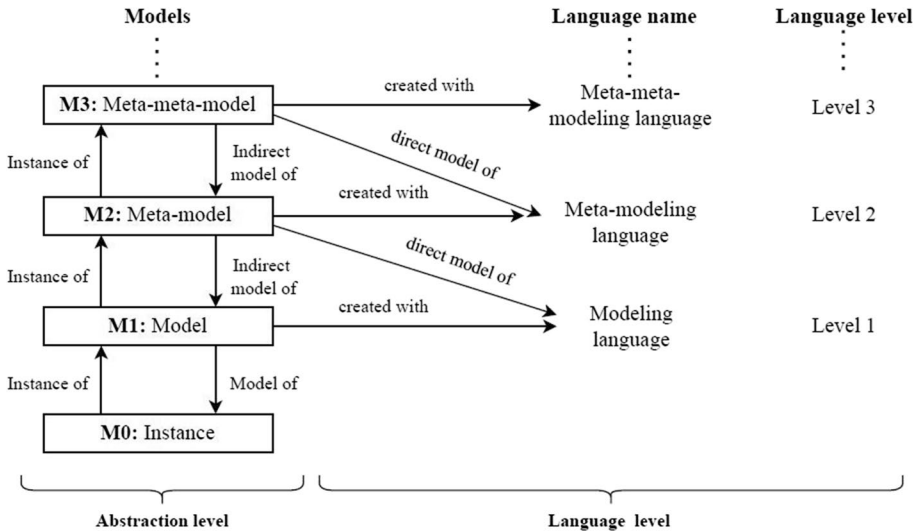 Models
Language name
Language level
M3: Meta-meta-model
created with
Meta-meta-
modeling language
Level 3
Instance of
Indirect
model of
direct model of
M2: Meta-model
created with
Meta-modeling
language
Level 2
Instance of
Indirect
model of
direct model of
M1: Model
created with
Modeling
language
Level 1
Instance of
Model of
M0: Instance
Abstraction level
Language level